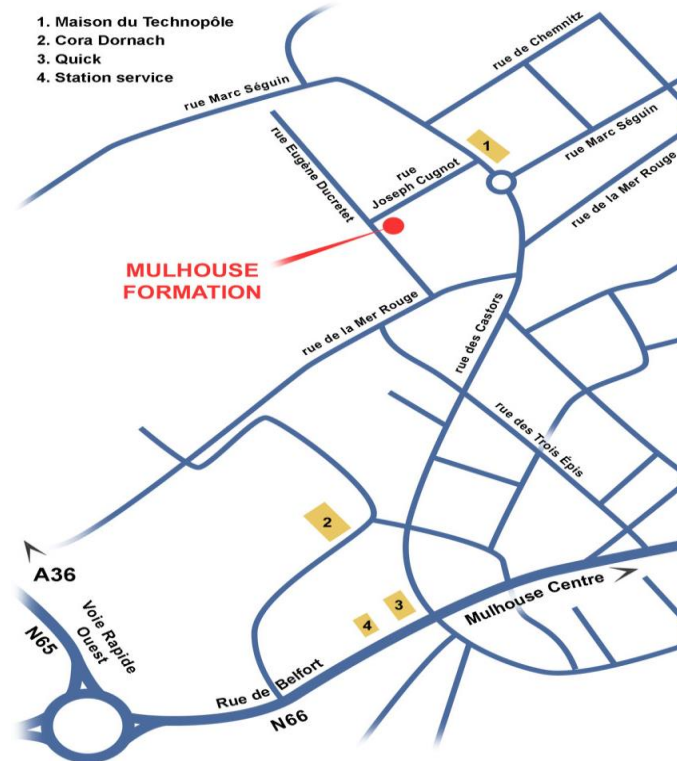 1. Maison du Technopôle
2. Cora Dornach
3. Quick
4. Station service
rue de Chemnitz
rue Marc Séguin
1
rue Marc Séguin
rue Eugène Ducretet
rue
Joseph Cugnot
rue de la Mer Rouge
MULHOUSE
FORMATION
rue de la Mer Rouge
rue des Castors
rue des Trois Épis
2
A36
Voie Rapide
Ouest
N65
3
4
Mulhouse Centre
Rue de Belfort
N66